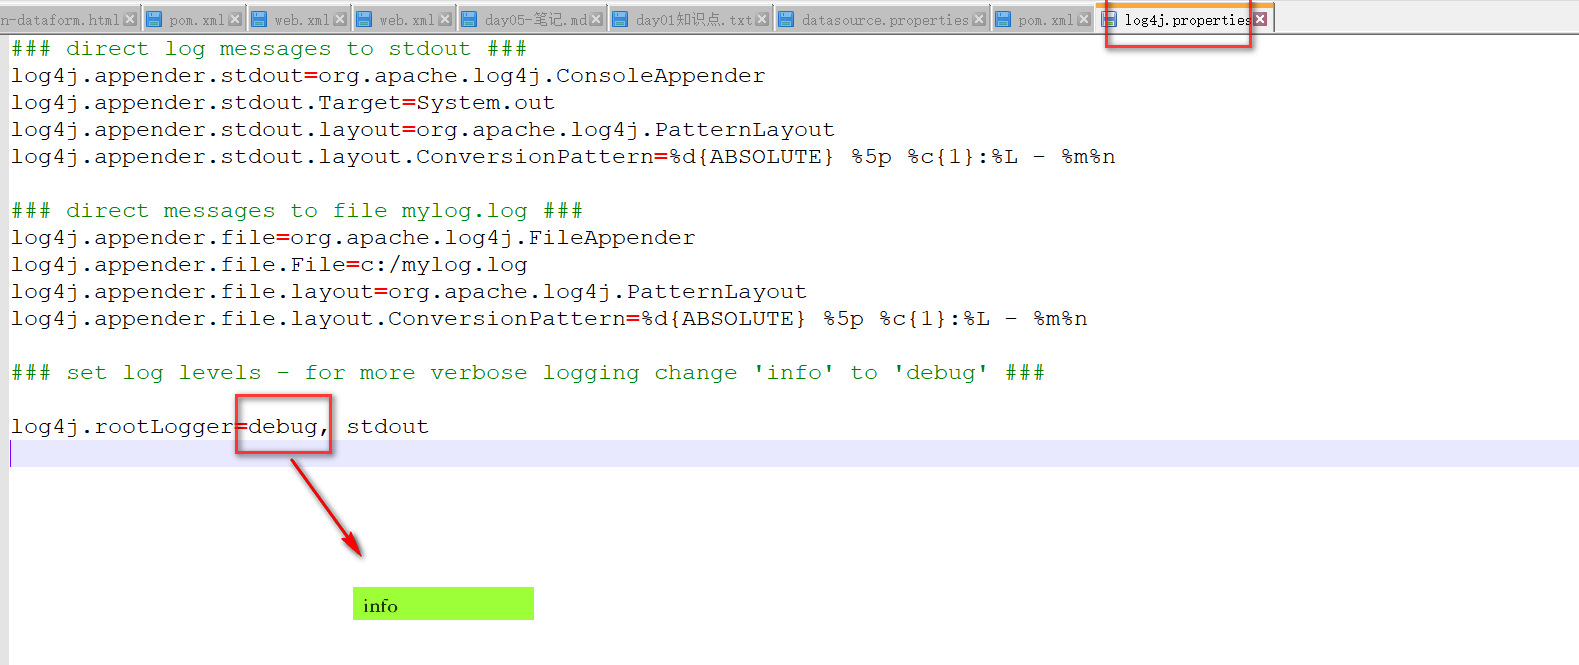 n-dataform.html pom.xml web.xml web.xml day05-笔记.md day01知识点.txt datasource.properties pom.xml log4j.properties
### direct log messages to stdout ###
log4j.appender.stdout=org.apache.log4j.ConsoleAppender
log4j.appender.stdout.Target=System.out
log4j.appender.stdout.layout=org.apache.log4j.PatternLayout
log4j.appender.stdout.layout.ConversionPattern=%d{ABSOLUTE} %5p %c{1}:%L - %m%n
### direct messages to file mylog.log ###
log4j.appender.file=org.apache.log4j.FileAppender
log4j.appender.file.File=c:/mylog.log
log4j.appender.file.layout=org.apache.log4j.PatternLayout
log4j.appender.file.layout.ConversionPattern=%d{ABSOLUTE} %5p %c{1}:%L - %m%n
### set log levels - for more verbose logging change 'info' to 'debug' ###
log4j.rootLogger=debug, stdout
info